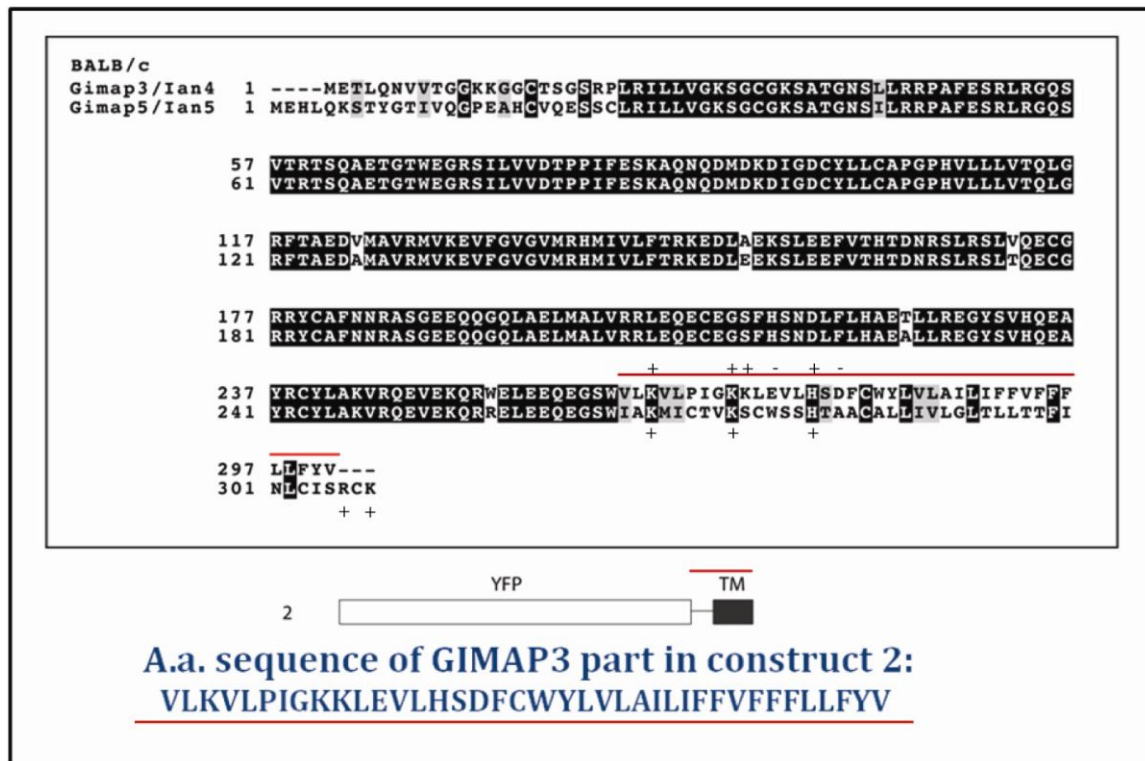 BALB/c
Gimap3/Ian4 1 ----METLQNVVTGGKKGGCTSGSRPLRILLVGKSGCGKSATGNSLLRRPAFESRLRGQS
Gimap5/Ian5 1 MEHLQKSTYGTIVQGPEAHCVQESSCLRILLVGKSGCGKSATGNSILRRPAFESRLRGQS
57 VTRTSQAETGTWEGRSILVVDTPPIFESKAQNQDMDKDIGDCYLLCAPGPHVLLLVTQLG
61 VTRTSQAETGTWEGRSILVVDTPPIFESKAQNQDMDKDIGDCYLLCAPGPHVLLLVTQLG
117 RFTAEDVMAVRMVKEVFGVGVMRHMIVLFTRKEDLAEKSLEEFVTHTDNRSLRSLVQECG
121 RFTAEDAMAVRMVKEVFGVGVMRHMIVLFTRKEDLEEKSLEEFVTHTDNRSLRSLTQECG
177 RRYCAFNNRASGEEQQGQLAELMALVRRLEQECEGSFHSNDLFLHAETLLREGYSVHQEA
181 RRYCAFNNRASGEEQQGQLAELMALVRRLEQECEGSFHSNDLFLHAEALLREGYSVHQEA
+ + + - + -
237 YRCYLAKVRQEVEKQRWELEEQEGSWVLKVLPIGKKLEVLHSDFCWYLVLAILIFFVFFF
241 YRCYLAKVRQEVEKQRRELEEQEGSWIAKMICTVKSCWSSHTAACALLIVLGLTLLTTFI
+ + +
297 LLFYV---
301 NLCISRCK
+ +
YFP TM
2
A.a. sequence of GIMAP3 part in construct 2:
VLKVLPIGKKLEVLHSDFCWYLVLAILIFFVFFFLLFYV